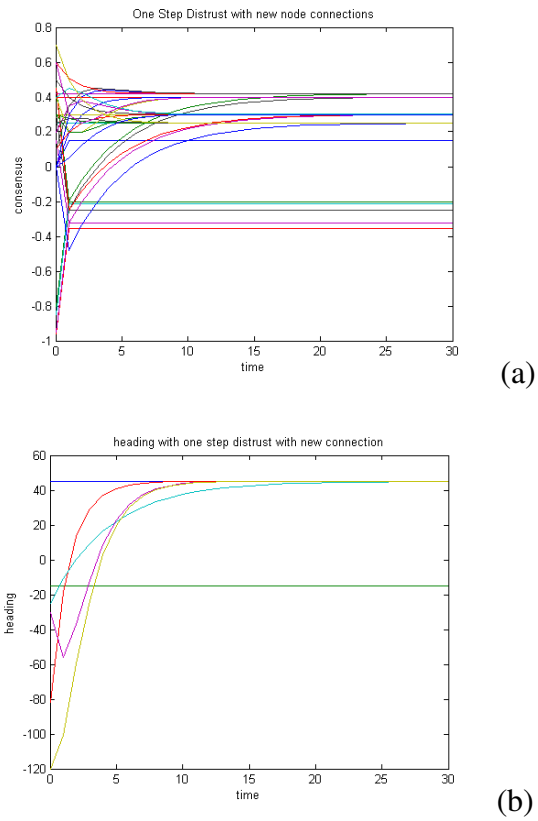 One Step Distrust with new node connections
0.8
0.6
0.4
0.2
0
-0.2
0.4
0.6
0.8
-1
consensus
0 5 10 15 20 25 30
time
(a)
heading with one step distrust with new connection
60
40
20
0
-20
-40
-60
-80
-100
-120
heading
0 5 10 15 20 25 30
time
(b)